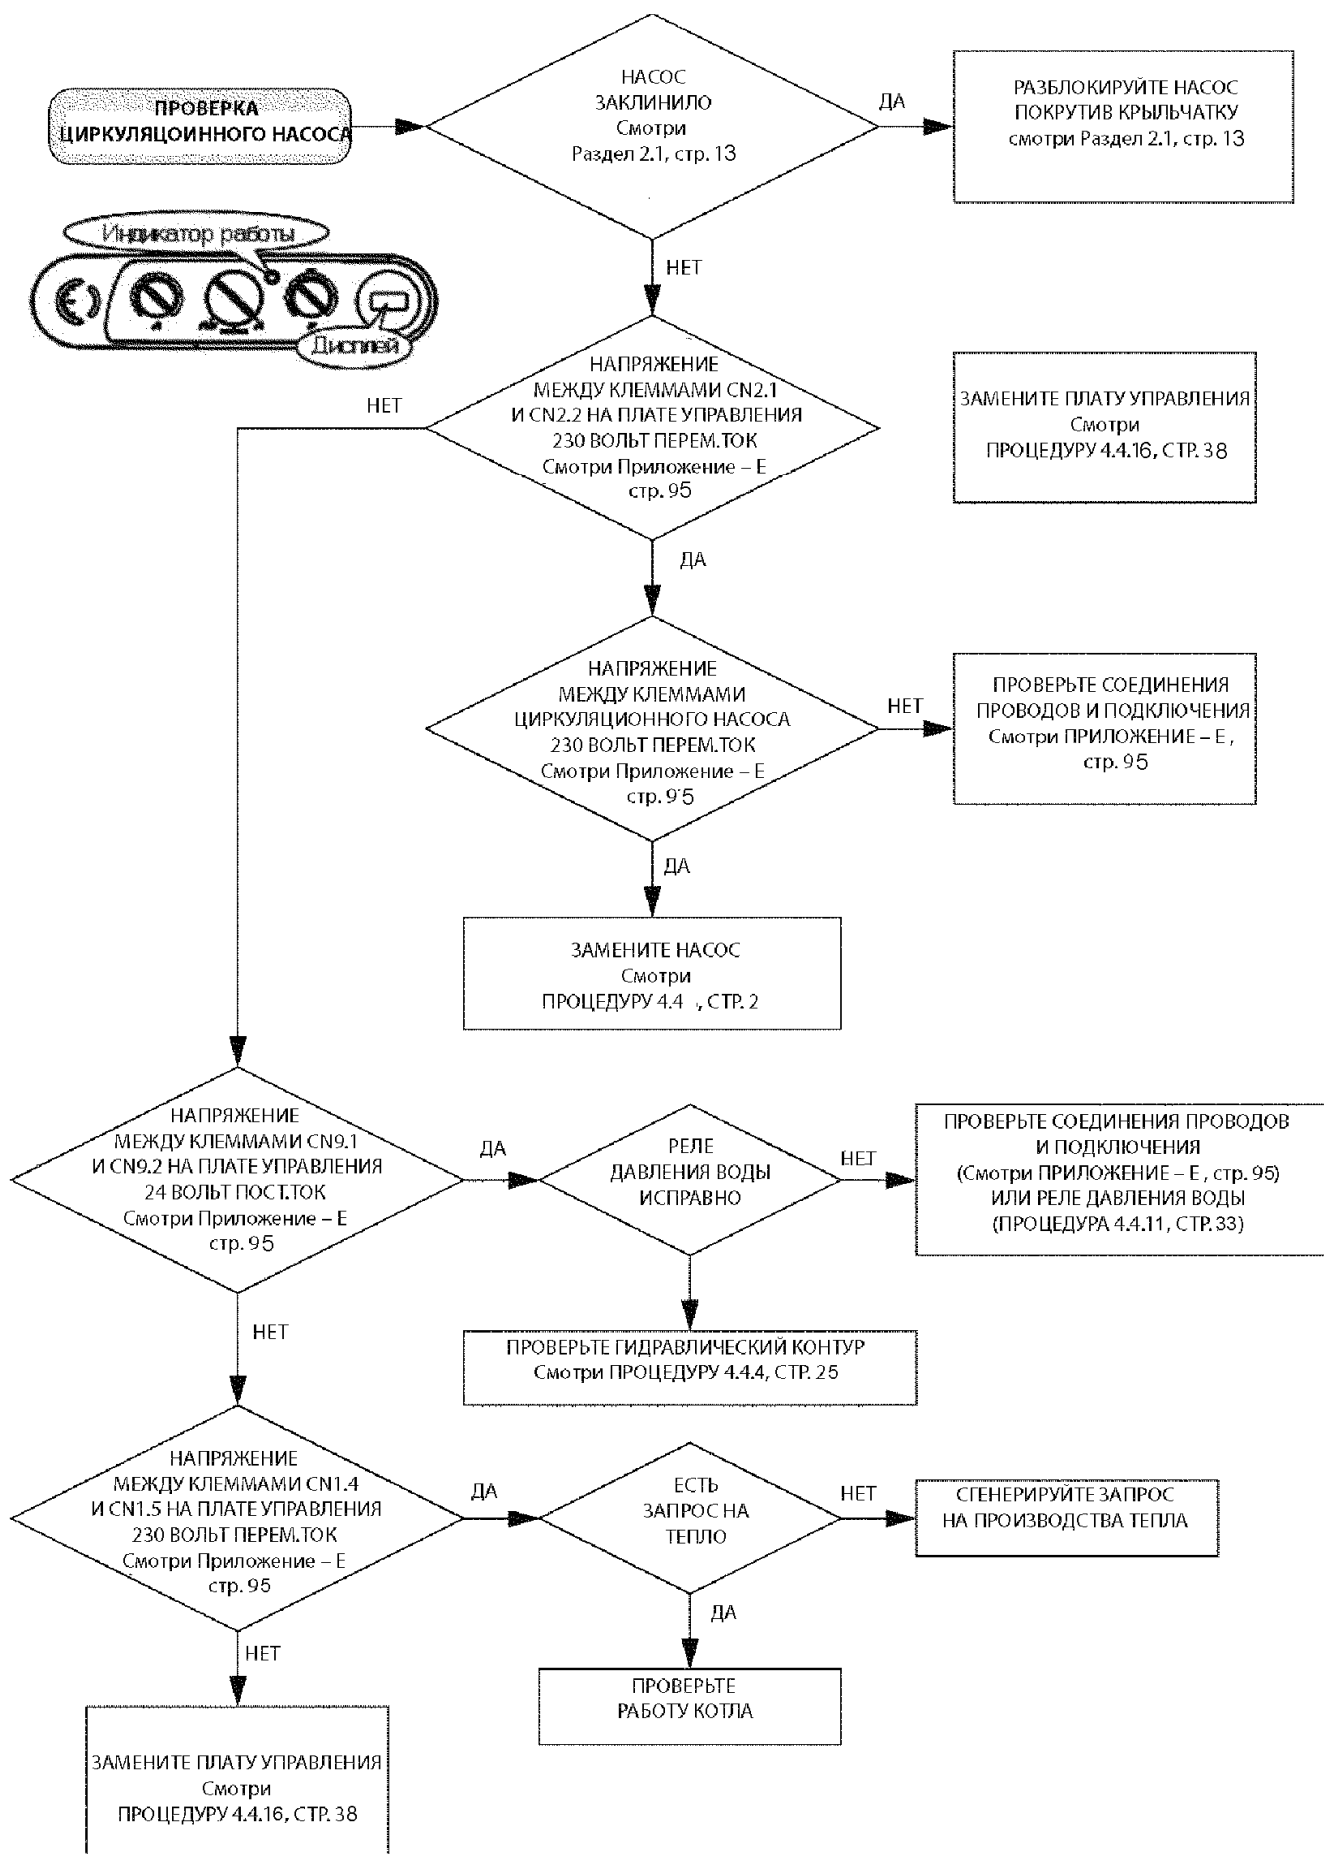 ПРОВЕРКА
ЦИРКУЛЯЦОИННОГО НАСОСА
НАСОС
ЗАКЛИНИЛО
Смотри
Раздел 2.1, стр. 13
ДА
РАЗБЛОКИРУЙТЕ НАСОС
ПОКРУТИВ КРЫЛЬЧАТКУ
смотри Раздел 2.1, стр. 13
Индикатор работы
Дисплей
НЕТ
НАПРЯЖЕНИЕ
МЕЖДУ КЛЕММАМИ CN2.1
И CN2.2 НА ПЛАТЕ УПРАВЛЕНИЯ
230 ВОЛЬТ ПЕРЕМ.ТОК
Смотри Приложение – Е
стр. 95
НЕТ
ЗАМЕНИТЕ ПЛАТУ УПРАВЛЕНИЯ
Смотри
ПРОЦЕДУРУ 4.4.16, СТР. 38
ДА
НАПРЯЖЕНИЕ
МЕЖДУ КЛЕММАМИ
ЦИРКУЛЯЦИОННОГО НАСОСА
230 ВОЛЬТ ПЕРЕМ.ТОК
Смотри Приложение – Е
стр. 95
НЕТ
ПРОВЕРЬТЕ СОЕДИНЕНИЯ
ПРОВОДОВ И ПОДКЛЮЧЕНИЯ
Смотри ПРИЛОЖЕНИЕ – Е ,
стр. 95
ДА
ЗАМЕНИТЕ НАСОС
Смотри
ПРОЦЕДУРУ 4.4 , СТР. 2
НАПРЯЖЕНИЕ
МЕЖДУ КЛЕММАМИ CN9.1
И CN9.2 НА ПЛАТЕ УПРАВЛЕНИЯ
24 ВОЛЬТ ПОСТ.ТОК
Смотри Приложение – Е
стр. 95
ДА
РЕЛЕ
ДАВЛЕНИЯ ВОДЫ
ИСПРАВНО
НЕТ
ПРОВЕРЬТЕ СОЕДИНЕНИЯ ПРОВОДОВ
И ПОДКЛЮЧЕНИЯ
(Смотри ПРИЛОЖЕНИЕ – Е , стр. 95)
ИЛИ РЕЛЕ ДАВЛЕНИЯ ВОДЫ
(ПРОЦЕДУРА 4.4.11, СТР. 33)
НЕТ
ПРОВЕРЬТЕ ГИДРАВЛИЧЕСКИЙ КОНТУР
Смотри ПРОЦЕДУРУ 4.4.4, СТР. 25
НАПРЯЖЕНИЕ
МЕЖДУ КЛЕММАМИ CN1.4
И CN1.5 НА ПЛАТЕ УПРАВЛЕНИЯ
230 ВОЛЬТ ПЕРЕМ.ТОК
Смотри Приложение – Е
стр. 95
ДА
ЕСТЬ
ЗАПРОС НА
ТЕПЛО
НЕТ
СГЕНЕРИРУЙТЕ ЗАПРОС
НА ПРОИЗВОДСТВА ТЕПЛА
НЕТ
ДА
ПРОВЕРЬТЕ
РАБОТУ КОТЛА
ЗАМЕНИТЕ ПЛАТУ УПРАВЛЕНИЯ
Смотри
ПРОЦЕДУРУ 4.4.16, СТР. 38